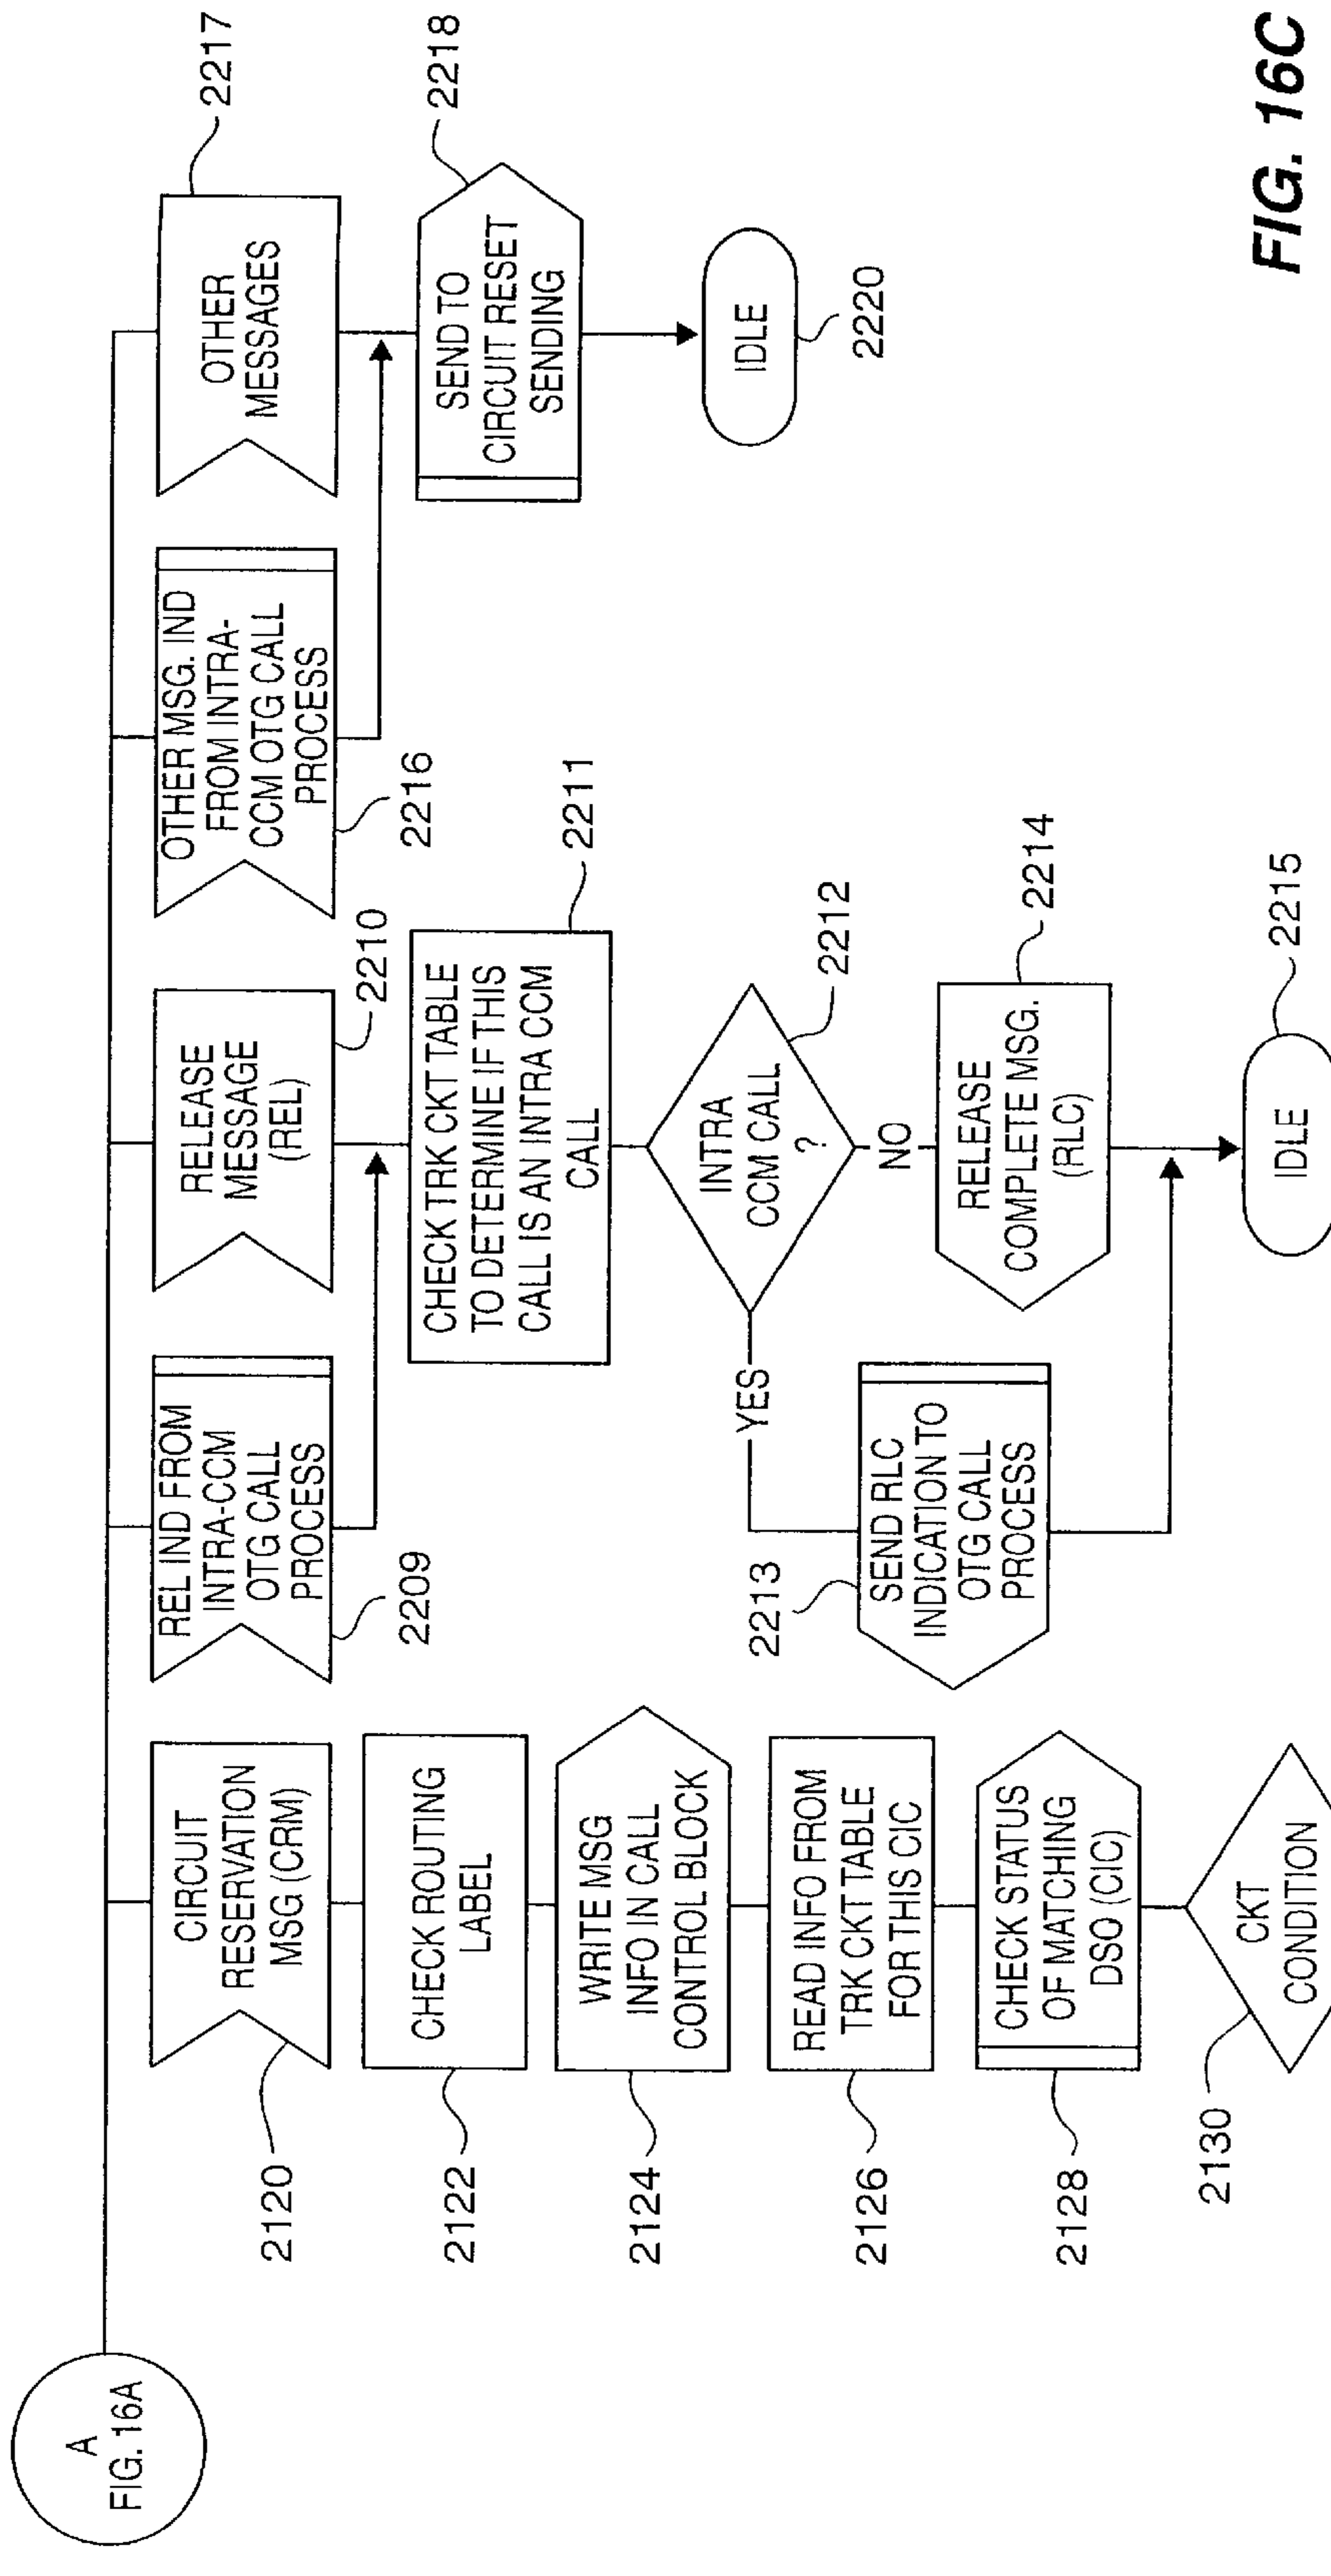 A
FIG. 16A
CIRCUIT
RESERVATION
MSG (CRM)
2120
CHECK ROUTING
LABEL
2122
WRITE MSG
INFO IN CALL
CONTROL BLOCK
2124
READ INFO FROM
TRK CKT TABLE
FOR THIS CIC
2126
CHECK STATUS
OF MATCHING
DSO (CIC)
2128
CKT
CONDITION
2130
REL IND FROM
INTRA-CCM
OTG CALL
PROCESS
2209
RELEASE
MESSAGE
(REL)
2210
CHECK TRK CKT TABLE
TO DETERMINE IF THIS
CALL IS AN INTRA CCM
CALL
2211
INTRA
CCM CALL
?
2212
YES
NO
SEND RLC
INDICATION TO
OTG CALL
PROCESS
2213
RELEASE
COMPLETE MSG.
(RLC)
2214
IDLE
2215
OTHER MSG. IND
FROM INTRA-
CCM OTG CALL
PROCESS
2216
OTHER
MESSAGES
2217
SEND TO
CIRCUIT RESET
SENDING
2218
IDLE
2220
FIG. 16C